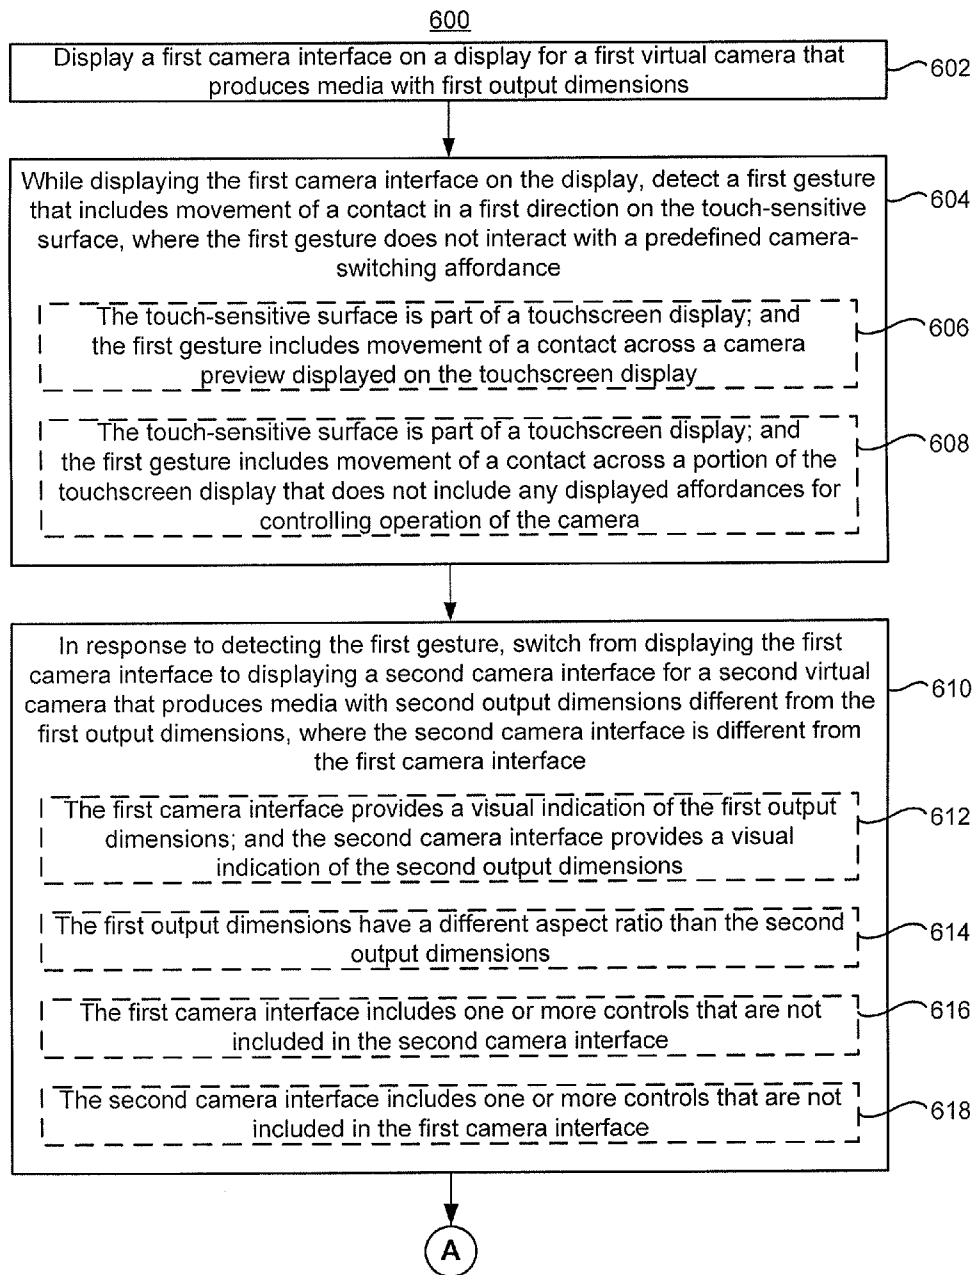 600
Display a first camera interface on a display for a first virtual camera that
produces media with first output dimensions
602
While displaying the first camera interface on the display, detect a first gesture
that includes movement of a contact in a first direction on the touch-sensitive
surface, where the first gesture does not interact with a predefined camera-
switching affordance
604
The touch-sensitive surface is part of a touchscreen display; and
the first gesture includes movement of a contact across a camera
preview displayed on the touchscreen display
606
The touch-sensitive surface is part of a touchscreen display; and
the first gesture includes movement of a contact across a portion of the
touchscreen display that does not include any displayed affordances for
controlling operation of the camera
608
In response to detecting the first gesture, switch from displaying the first
camera interface to displaying a second camera interface for a second virtual
camera that produces media with second output dimensions different from the
first output dimensions, where the second camera interface is different from
the first camera interface
610
The first camera interface provides a visual indication of the first output
dimensions; and the second camera interface provides a visual
indication of the second output dimensions
612
The first output dimensions have a different aspect ratio than the second
output dimensions
614
The first camera interface includes one or more controls that are not
included in the second camera interface
616
The second camera interface includes one or more controls that are not
included in the first camera interface
618
A